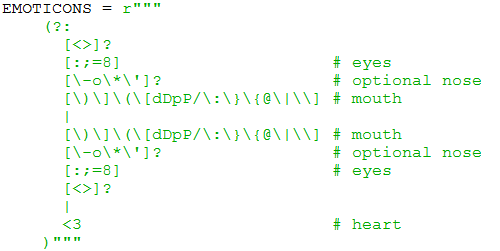 EMOTICONS = r"""
    (?:
      [<>]?
      [:;=8]                     # eyes
      [\-o\*\']?                 # optional nose
      [\)\]\(\[dDpP/\:\}\{@\|\\] # mouth
      |
      [\)\]\(\[dDpP/\:\}\{@\|\\] # mouth
      [\-o\*\']?                 # optional nose
      [:;=8]                     # eyes
      [<>]?
      |
      <3                         # heart
    )"""